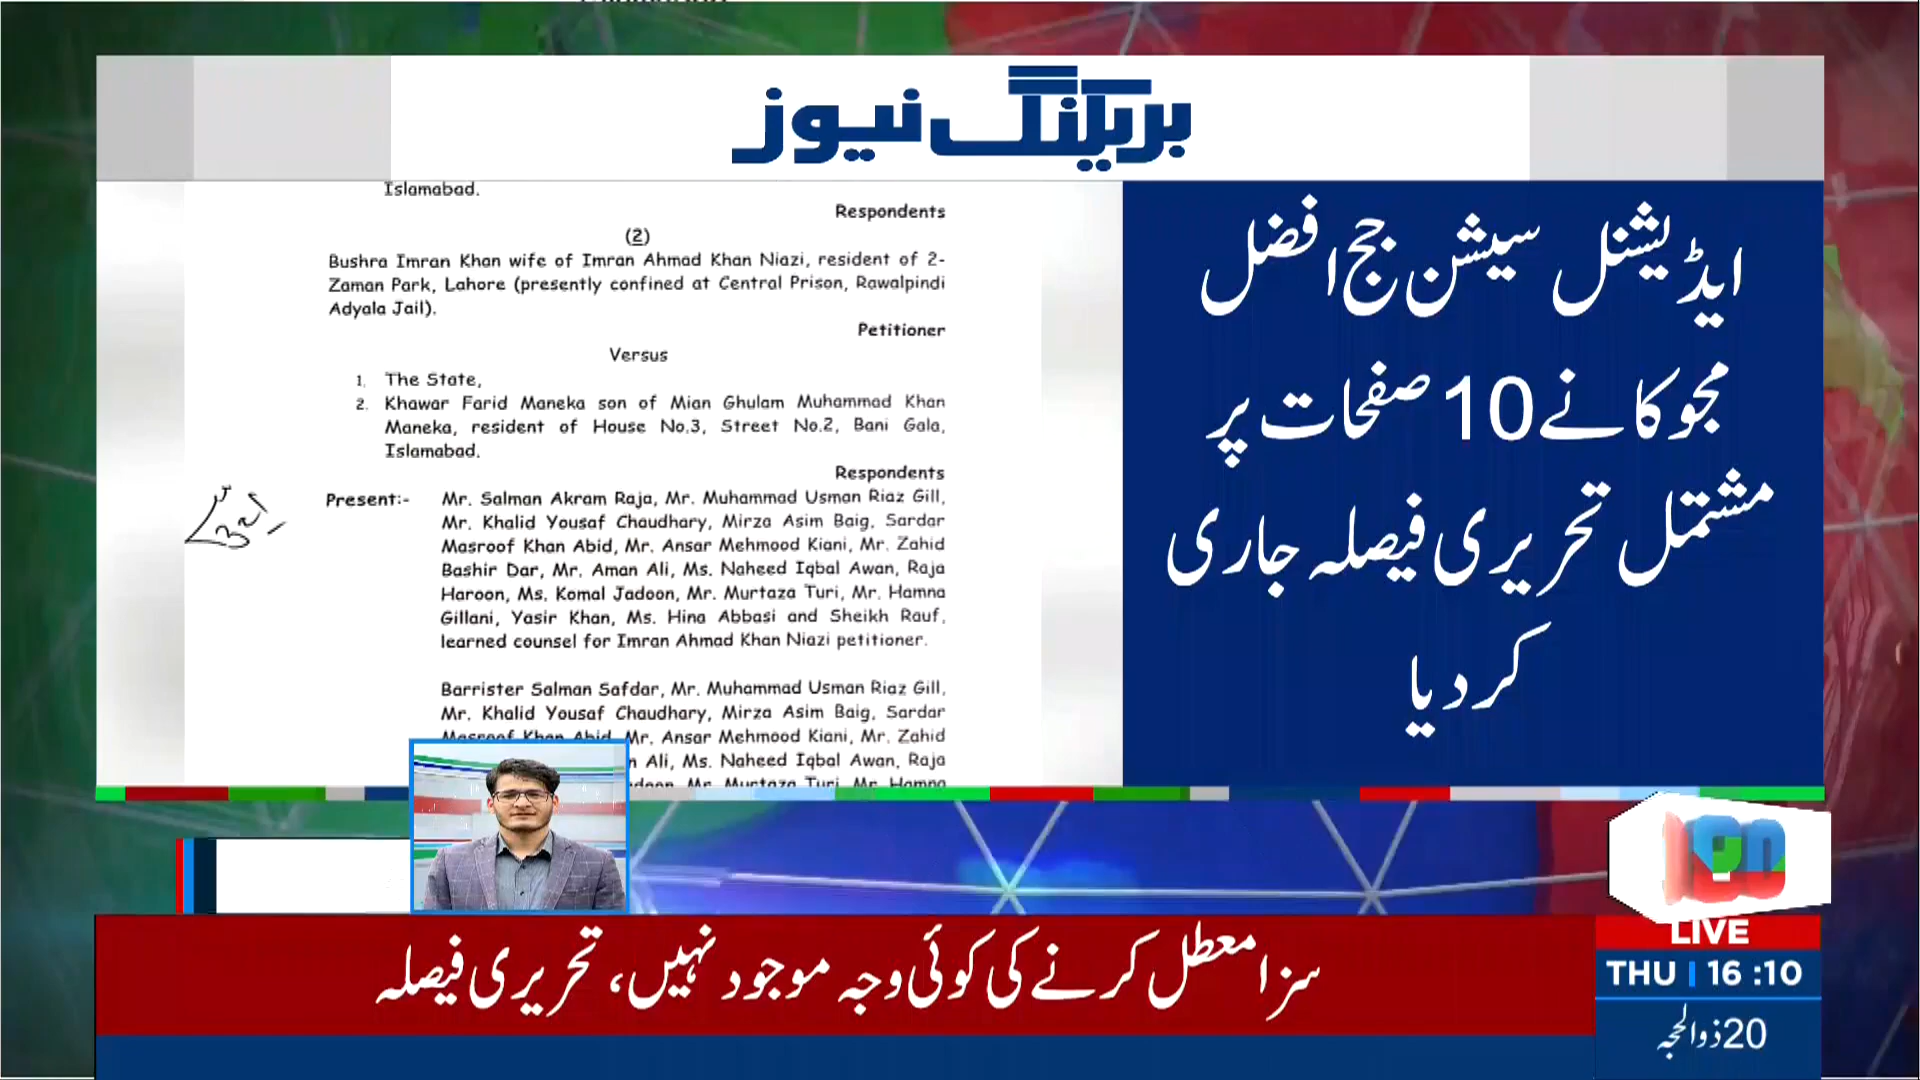 بریکنگ نیوز
Islamabad.
Respondents
(2)
Bushra Imran Khan wife of Imran Ahmad Khan Niazi, resident of 2-
Zaman Park, Lahore (presently confined at Central Prison, Rawalpindi
Adyala Jail).
Petitioner
Versus
1. The State,
2. Khawar Farid Maneka son of Mian Ghulam Muhammad Khan
Maneka, resident of House No.3, Street No.2, Bani Gala,
Islamabad.
Respondents
Present:- Mr. Salman Akram Raja, Mr. Muhammad Usman Riaz Gill,
Mr. Khalid Yousaf Chaudhary, Mirza Asim Baig, Sardar
Masroof Khan Abid, Mr. Ansar Mehmood Kiani, Mr. Zahid
Bashir Dar, Mr. Aman Ali, Ms. Naheed Iqbal Awan, Raja
Haroon, Ms. Komal Jadoon, Mr. Murtaza Turi, Mr. Hamna
Gillani, Yasir Khan, Ms. Hina Abbasi and Sheikh Rauf,
learned counsel for Imran Ahmad Khan Niazi petitioner.
Barrister Salman Safdar, Mr. Muhammad Usman Riaz Gill,
Mr. Khalid Yousaf Chaudhary, Mirza Asim Baig, Sardar
Masroof Khan Abid, Mr. Ansar Mehmood Kiani, Mr. Zahid
Ali, Ms. Naheed Iqbal Awan, Raja
Mr. Murtaza Turi, Mr. Hamna
ایڈیشنل سیشن جج افضل
مجوکا نے 10 صفحات پر
مشتمل تحریری فیصلہ جاری
کردیا
سزا معطل کرنے کی کوئی وجہ موجود نہیں، تحریری فیصلہ
LIVE
THU | 16:10
20 ذوالحجہ